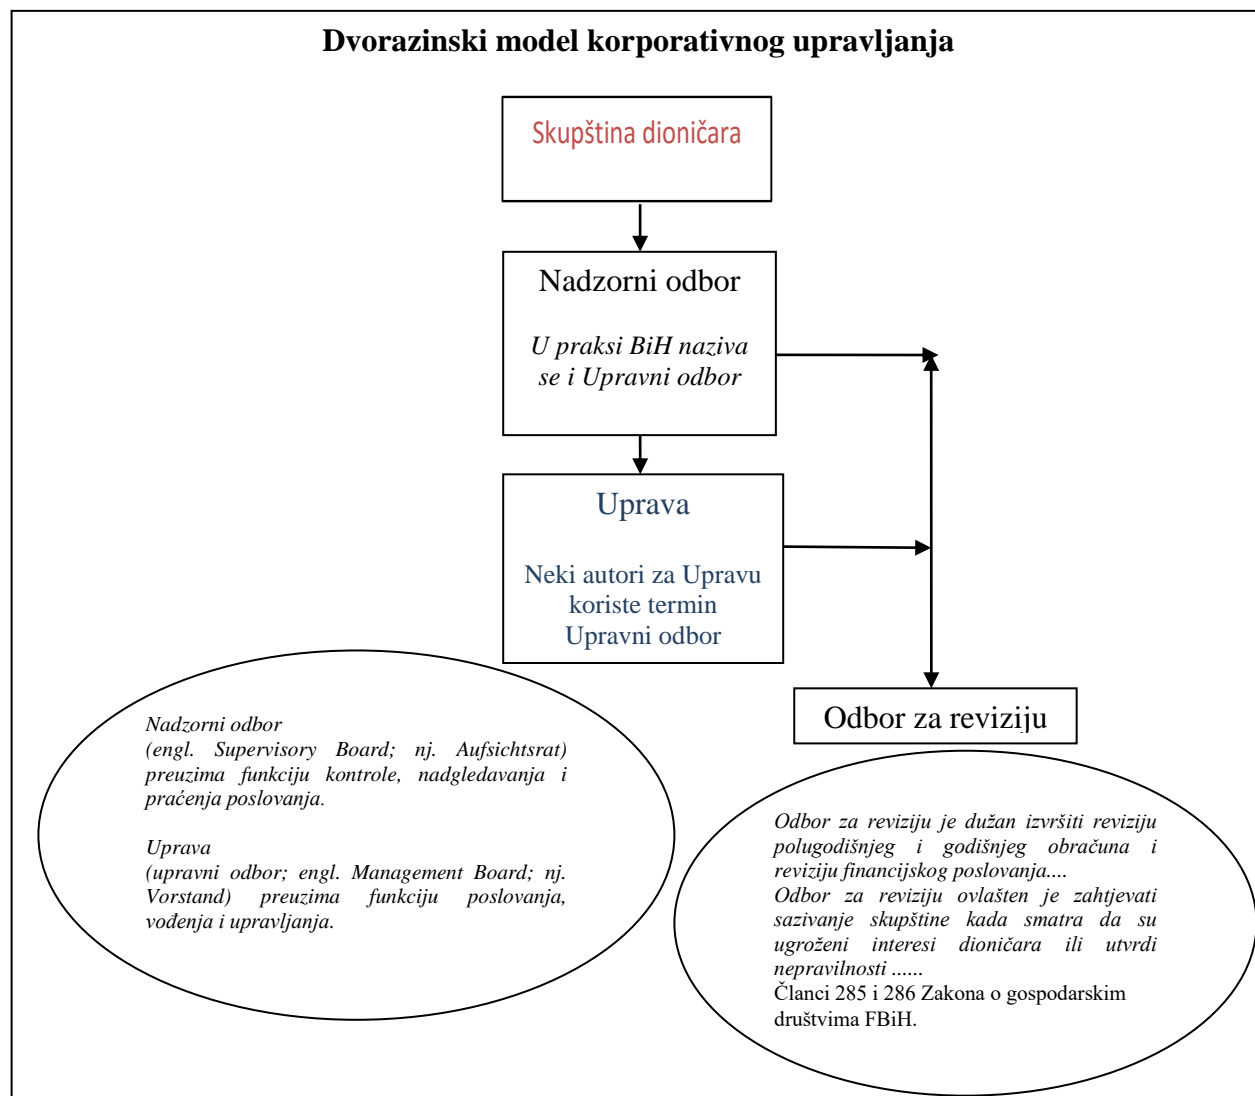 Dvorazinski model korporativnog upravljanja
Skupština dioničara
Nadzorni odbor
U praksi BiH naziva
se i Upravni odbor
Uprava
Neki autori za Upravu
koriste termin
Upravni odbor
Nadzorni odbor
(engl. Supervisory Board; nj. Aufsichtsrat)
preuzima funkciju kontrole, nadgledavanja i
praćenja poslovanja.
Uprava
(upravni odbor; engl. Management Board; nj.
Vorstand) preuzima funkciju poslovanja,
vođenja i upravljanja.
Odbor za reviziju
Odbor za reviziju je dužan izvršiti reviziju
polugodišnjeg i godišnjeg obračuna i
reviziju financijskog poslovanja....
Odbor za reviziju ovlašten je zahtjevati
sazivanje skupštine kada smatra da su
ugroženi interesi dioničara ili utvrdi
nepravilnosti ......
Članci 285 i 286 Zakona o gospodarskim
društvima FBiH.